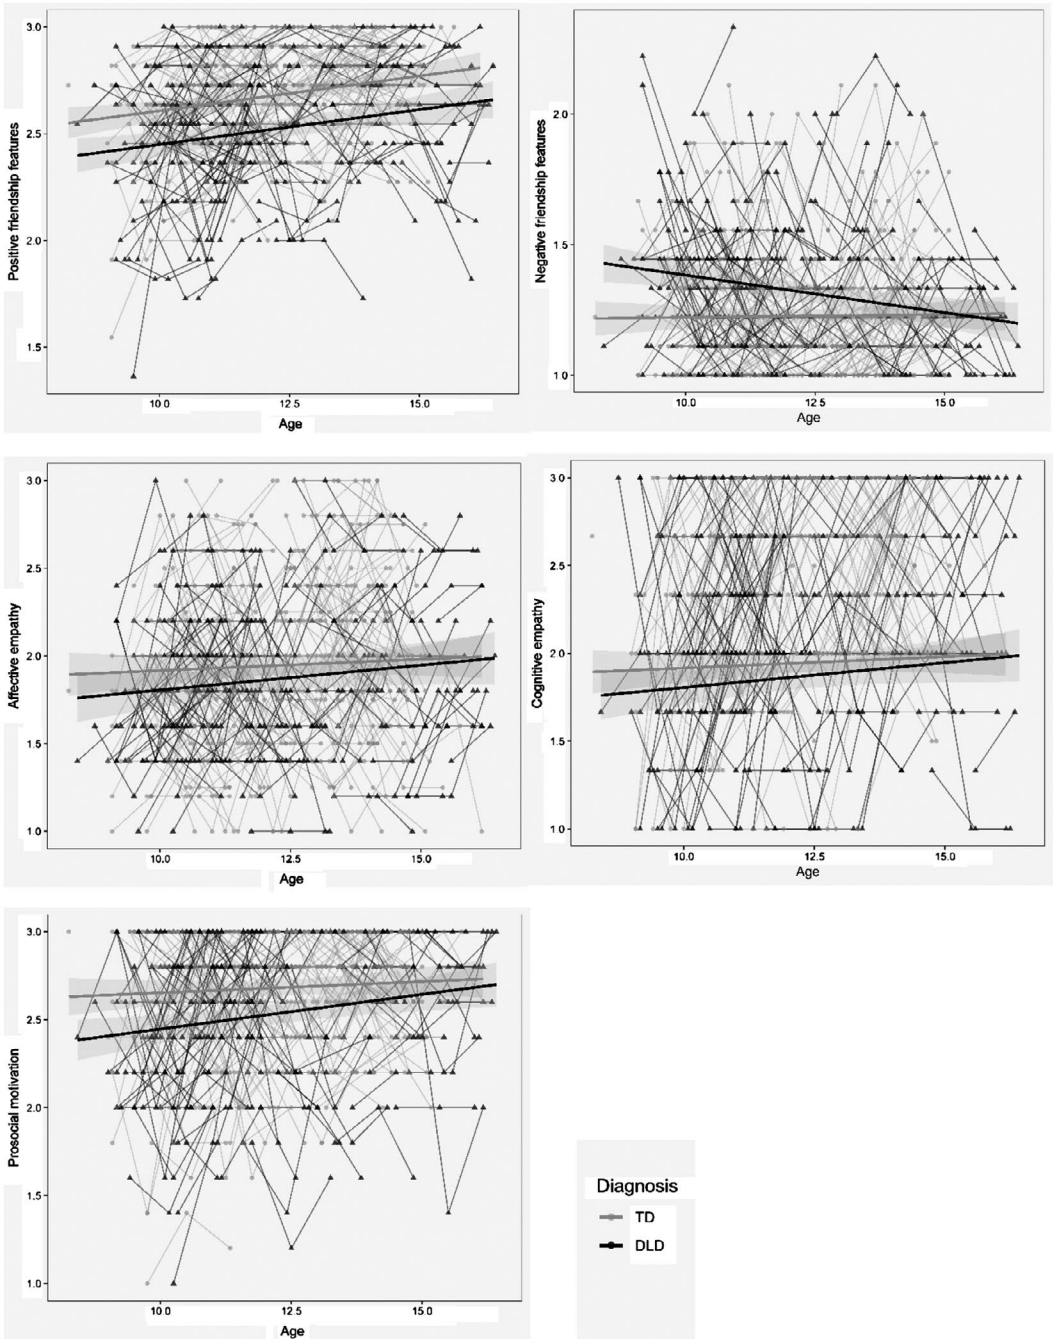 Positive friendship features
3.0
2.5
2.0
1.5
10.0 12.5 15.0
Age
Negative friendship features
2.0
1.5
1.0
10.0 12.5 15.0
Age
Affective empathy
3.0
2.5
2.0
1.5
1.0
10.0 12.5 15.0
Age
Cognitive empathy
3.0
2.5
2.0
1.5
1.0
10.0 12.5 15.0
Age
Prosocial motivation
3.0
2.5
2.0
1.5
1.0
10.0 12.5 15.0
Age
Diagnosis
TD
DLD